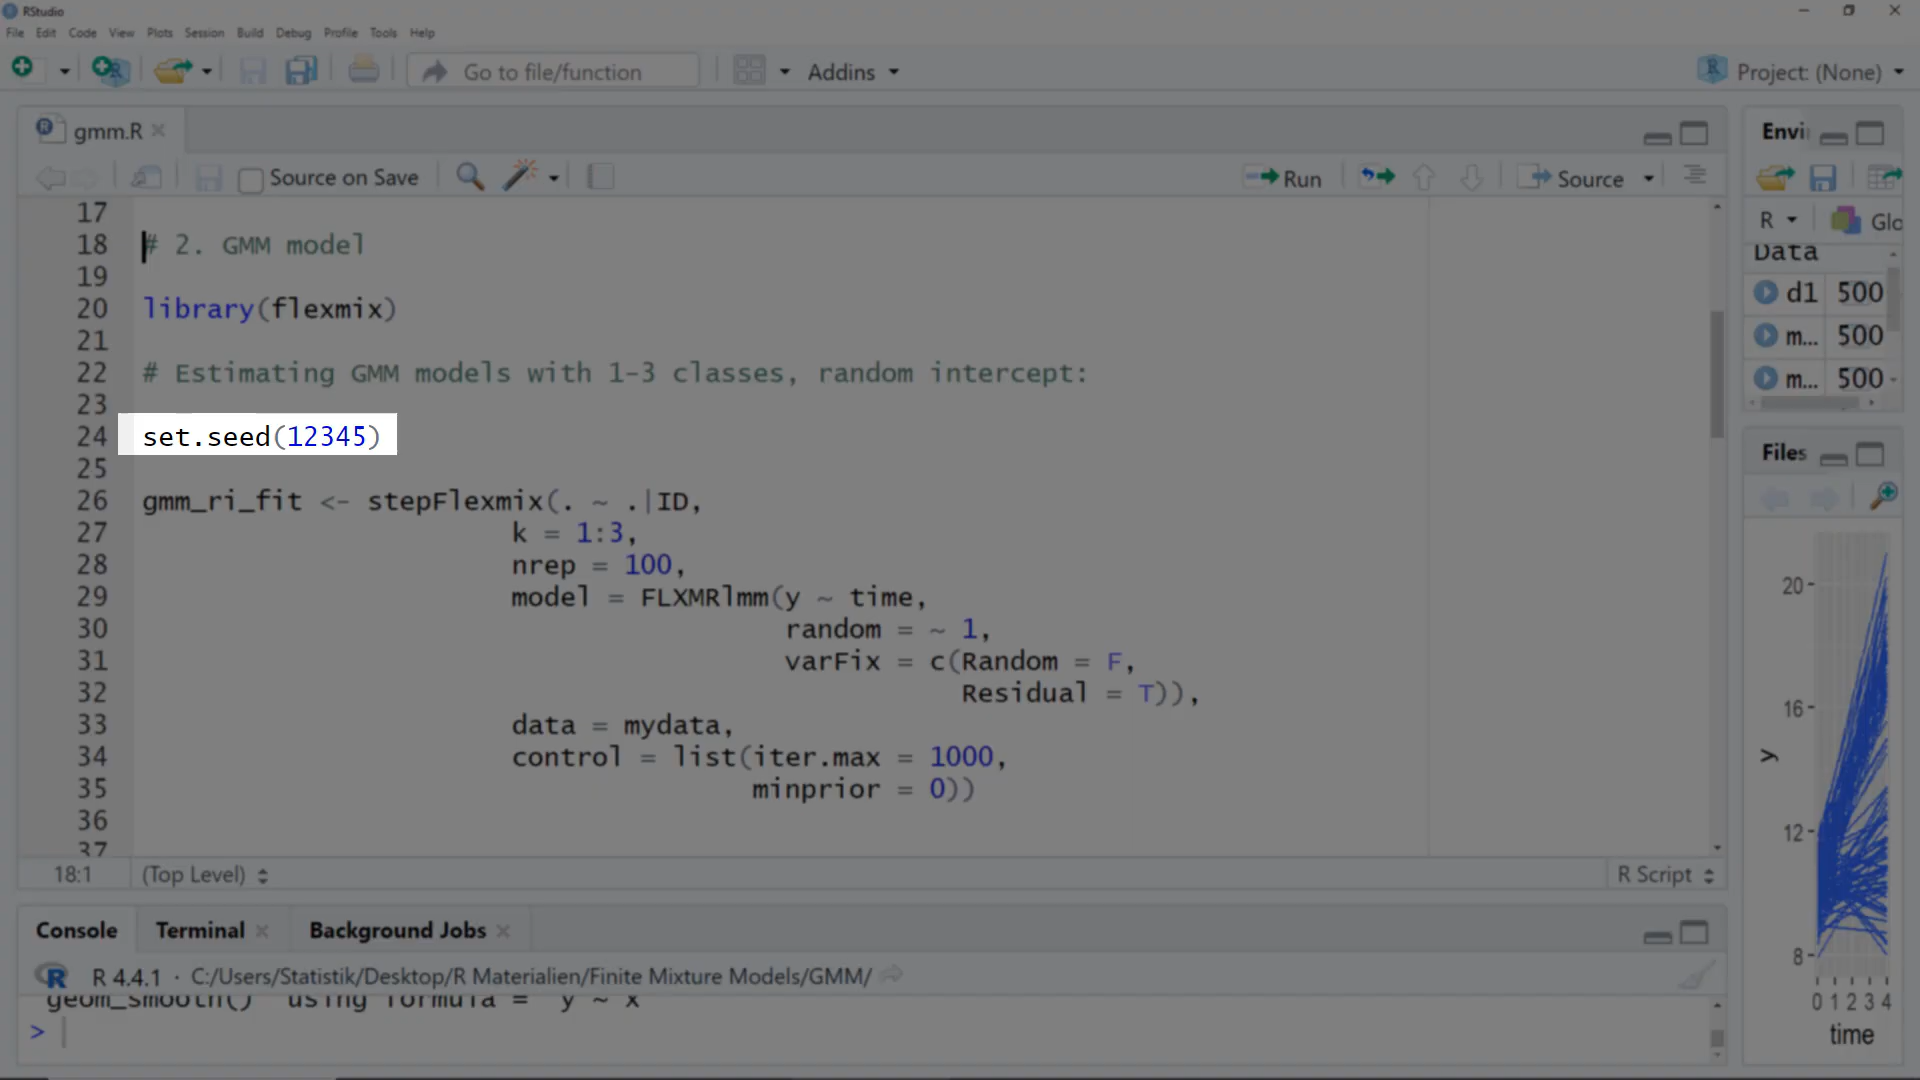 RStudio
File Edit Code View Plots Session Build Debug Profile Tools Help
Go to file/function Addins Project: (None)
gmm.R
Source on Save Run Source
17
18 # 2. GMM model
19
20 library(flexmix)
21
22 # Estimating GMM models with 1-3 classes, random intercept:
23
24 set.seed(12345)
25
26 gmm_ri_fit <- stepFlexmix(. ~ .|ID,
27 k = 1:3,
28 nrep = 100,
29 model = FLXMRlmm(y ~ time,
30 random = ~ 1,
31 varFix = c(Random = F,
32 Residual = T)),
33 data = mydata,
34 control = list(iter.max = 1000,
35 minprior = 0))
36
37
18:1 (Top Level) R Script
Console Terminal Background Jobs
R 4.4.1 · C:/Users/Statistik/Desktop/R Materialien/Finite Mixture Models/GMM/
`geom_smooth()` using formula = 'y ~ x'
>
Envi
R Glo
Data
d1 500
m... 500
m... 500
Files
20
16
y
12
8
0 1 2 3 4
time